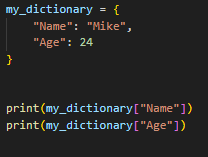 my_dictionary = {
    "Name": "Mike",
    "Age": 24
}
print(my_dictionary["Name"])
print(my_dictionary["Age"])